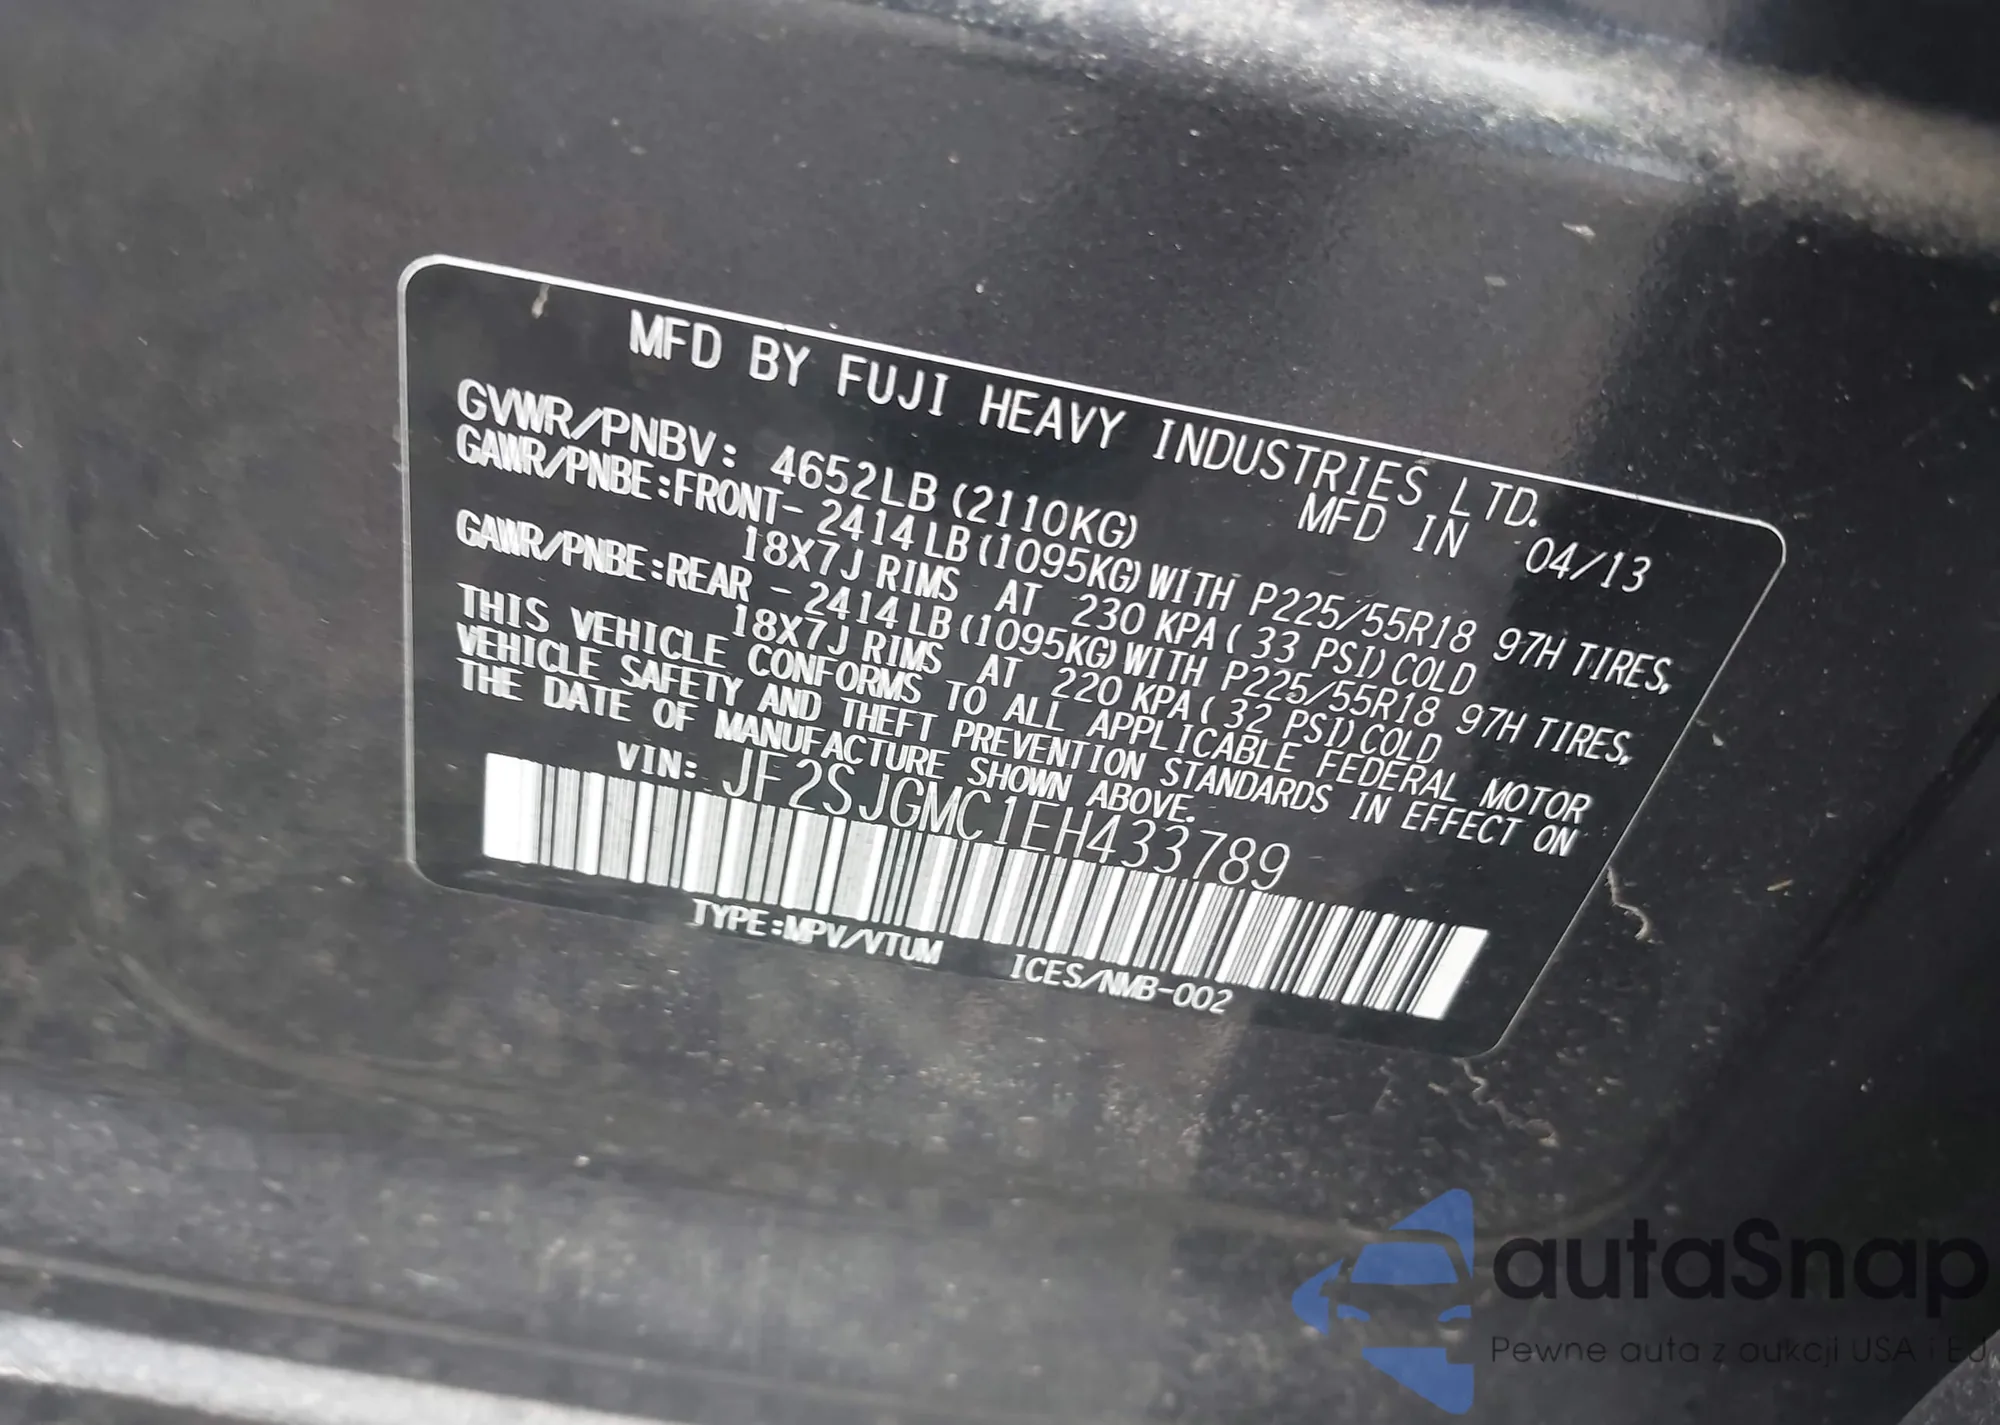 MFD BY FUJI HEAVY INDUSTRIES LTD.
MFD IN 04/13
GVWR/PNBV: 4652LB (2110KG)
GAWR/PNBE:FRONT- 2414LB(1095KG)WITH P225/55R18 97H TIRES,
18X7J RIMS AT 230 KPA( 33 PSI)COLD
GAWR/PNBE:REAR - 2414LB(1095KG)WITH P225/55R18 97H TIRES,
18X7J RIMS AT 220 KPA( 32 PSI)COLD
THIS VEHICLE CONFORMS TO ALL APPLICABLE FEDERAL MOTOR
VEHICLE SAFETY AND THEFT PREVENTION STANDARDS IN EFFECT ON
THE DATE OF MANUFACTURE SHOWN ABOVE.
VIN: JF2SJGMC1EH433789
TYPE:MPV/VTUM ICES/NMB-002
autaSnap
Pewne auta z aukcji USA i EU